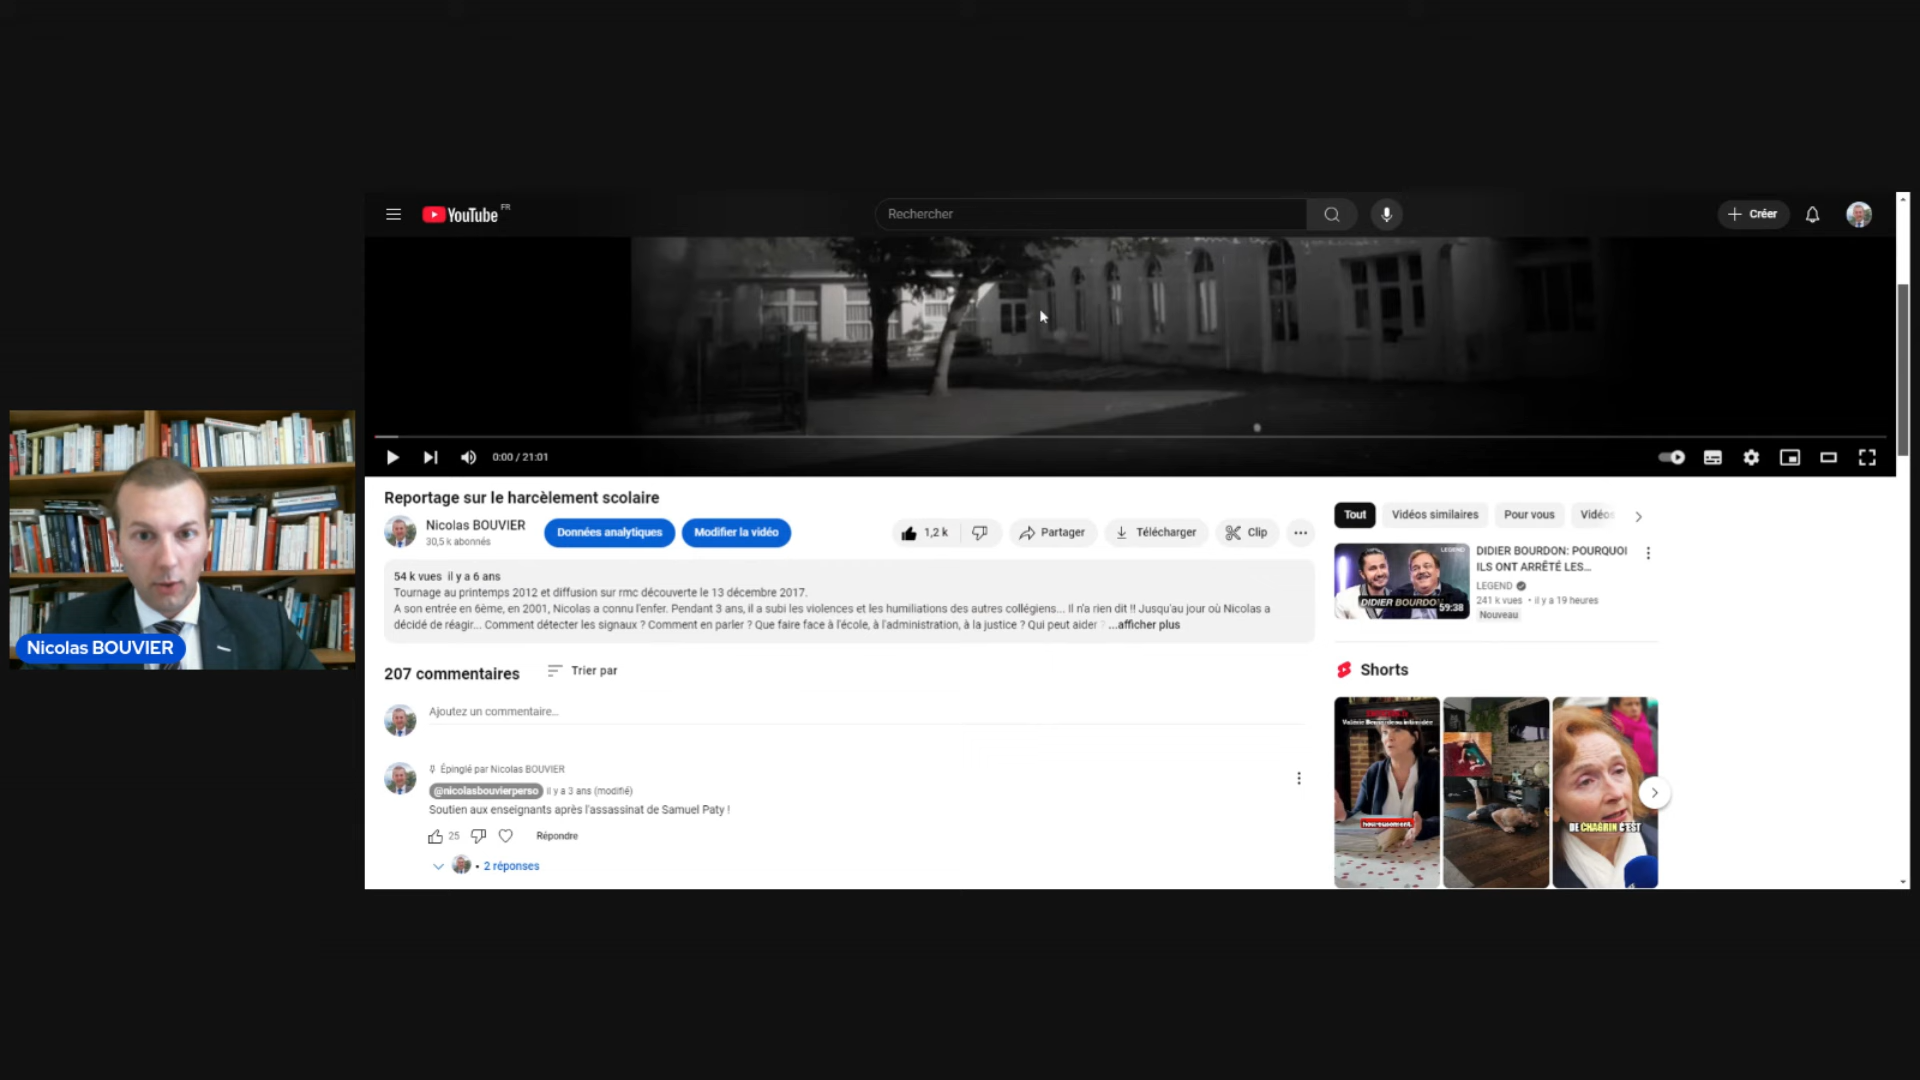 YouTube FR
Rechercher
Créer
0:00 / 21:01
Reportage sur le harcèlement scolaire
Nicolas BOUVIER
30,5 k abonnés
Données analytiques
Modifier la vidéo
1,2 k
Partager
Télécharger
Clip
54 k vues il y a 6 ans
Tournage au printemps 2012 et diffusion sur rmc découverte le 13 décembre 2017.
A son entrée en 6ème, en 2001, Nicolas a connu l'enfer. Pendant 3 ans, il a subi les violences et les humiliations des autres collégiens... Il n'a rien dit !! Jusqu'au jour où Nicolas a
décidé de réagir... Comment détecter les signaux ? Comment en parler ? Que faire face à l'école, à l'administration, à la justice ? Qui peut aider ? ...afficher plus
207 commentaires
Trier par
Ajoutez un commentaire...
Épinglé par Nicolas BOUVIER
@nicolasbouvierperso il y a 3 ans (modifié)
Soutien aux enseignants après l'assassinat de Samuel Paty !
25
Répondre
• 2 réponses
Tout
Vidéos similaires
Pour vous
Vidéos
LEGEND
DIDIER BOURDON
59:38
DIDIER BOURDON: POURQUOI
ILS ONT ARRÊTÉ LES...
LEGEND
241 k vues • il y a 19 heures
Nouveau
Shorts
heureusement.
DE CHAGRIN C'EST
Nicolas BOUVIER